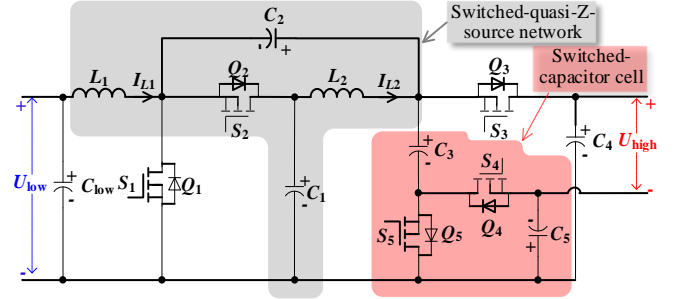 C2
Switched-quasi-Z-
source network
Switched-
capacitor cell
L1
IL1
Q2
L2
IL2
Q3
S2
S3
+
+
-
+
-
+
-
+
-
+
-
+
-
+
-
+
-
Ulow
Clow
S1
Q1
C1
C3
S4
C4
Uhigh
S5
Q5
Q4
C5